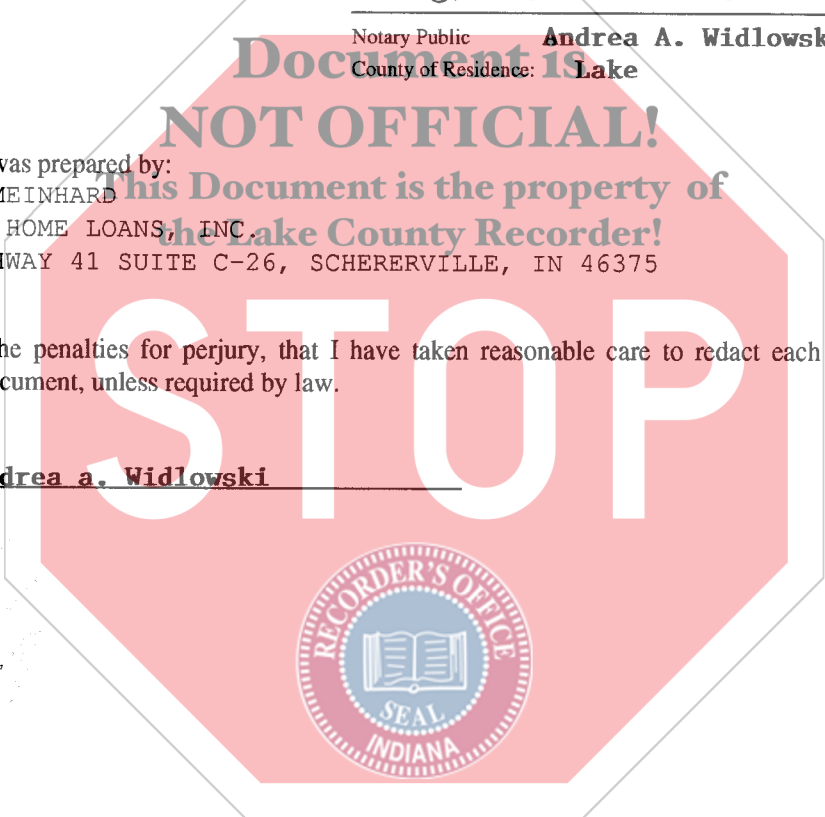 Notary Public Andrea A. Widlowsk
Document is
County of Residence: Lake
NOT OFFICIAL!
was prepared by:
MEINHARD
This Document is the property of
HOME LOANS, INC.
the Lake County Recorder!
WAY 41 SUITE C-26, SCHERERVILLE, IN 46375
STOP
he penalties for perjury, that I have taken reasonable care to redact each
cument, unless required by law.
drea a. Widlowski
RECORDER'S OFFICE
SEAL
INDIANA